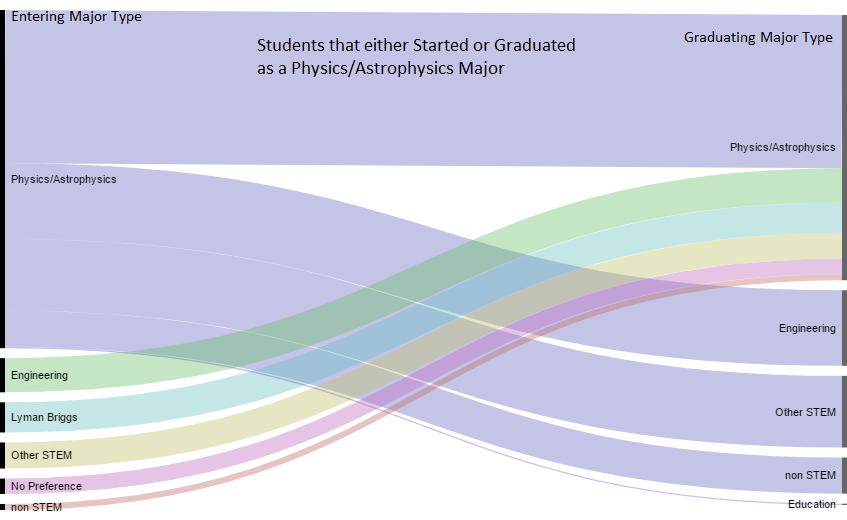 Entering Major Type
Students that either Started or Graduated
as a Physics/Astrophysics Major
Graduating Major Type
Physics/Astrophysics
Physics/Astrophysics
Engineering
Engineering
Lyman Briggs
Other STEM
Other STEM
No Preference
non STEM
non STEM
Education